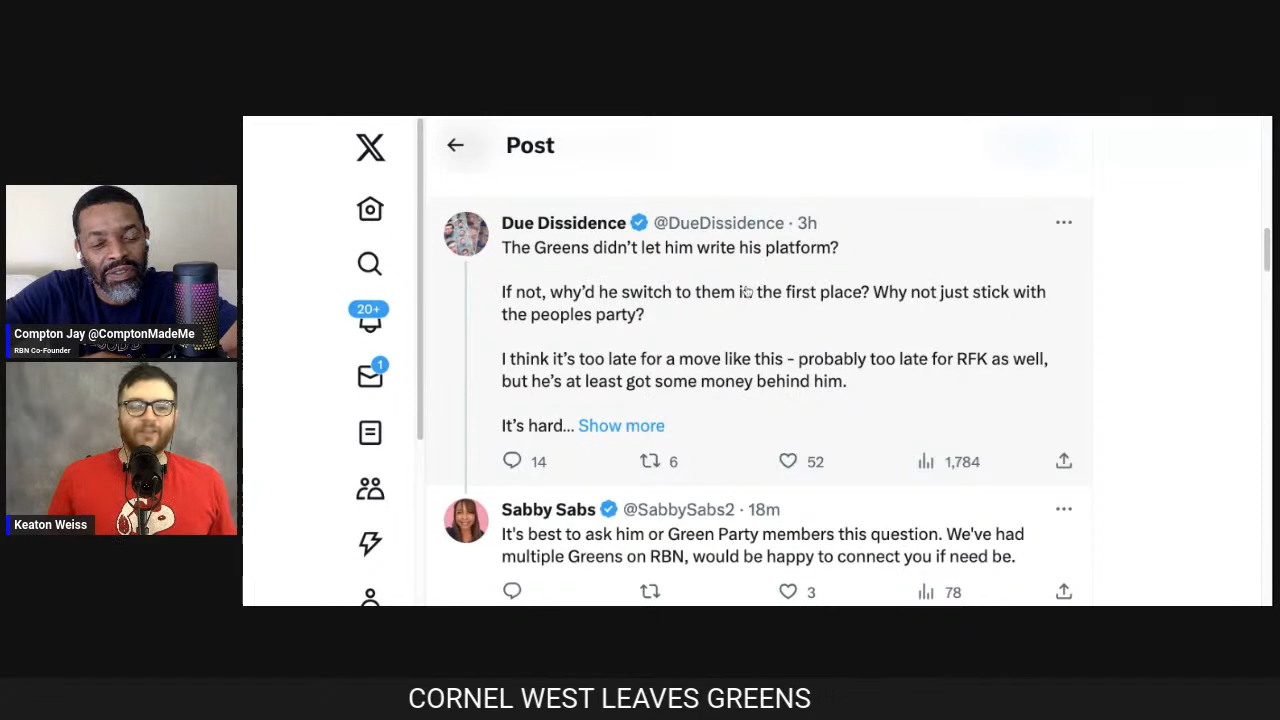 Post
Due Dissidence @DueDissidence · 3h
The Greens didn’t let him write his platform?
If not, why’d he switch to them in the first place? Why not just stick with
the peoples party?
I think it’s too late for a move like this - probably too late for RFK as well,
but he’s at least got some money behind him.
It’s hard... Show more
14 6 52 1,784
Sabby Sabs @SabbySabs2 · 18m
It's best to ask him or Green Party members this question. We've had
multiple Greens on RBN, would be happy to connect you if need be.
3 78
20+
1
Compton Jay @ComptonMadeMe
RBN Co-Founder
Keaton Weiss
CORNEL WEST LEAVES GREENS